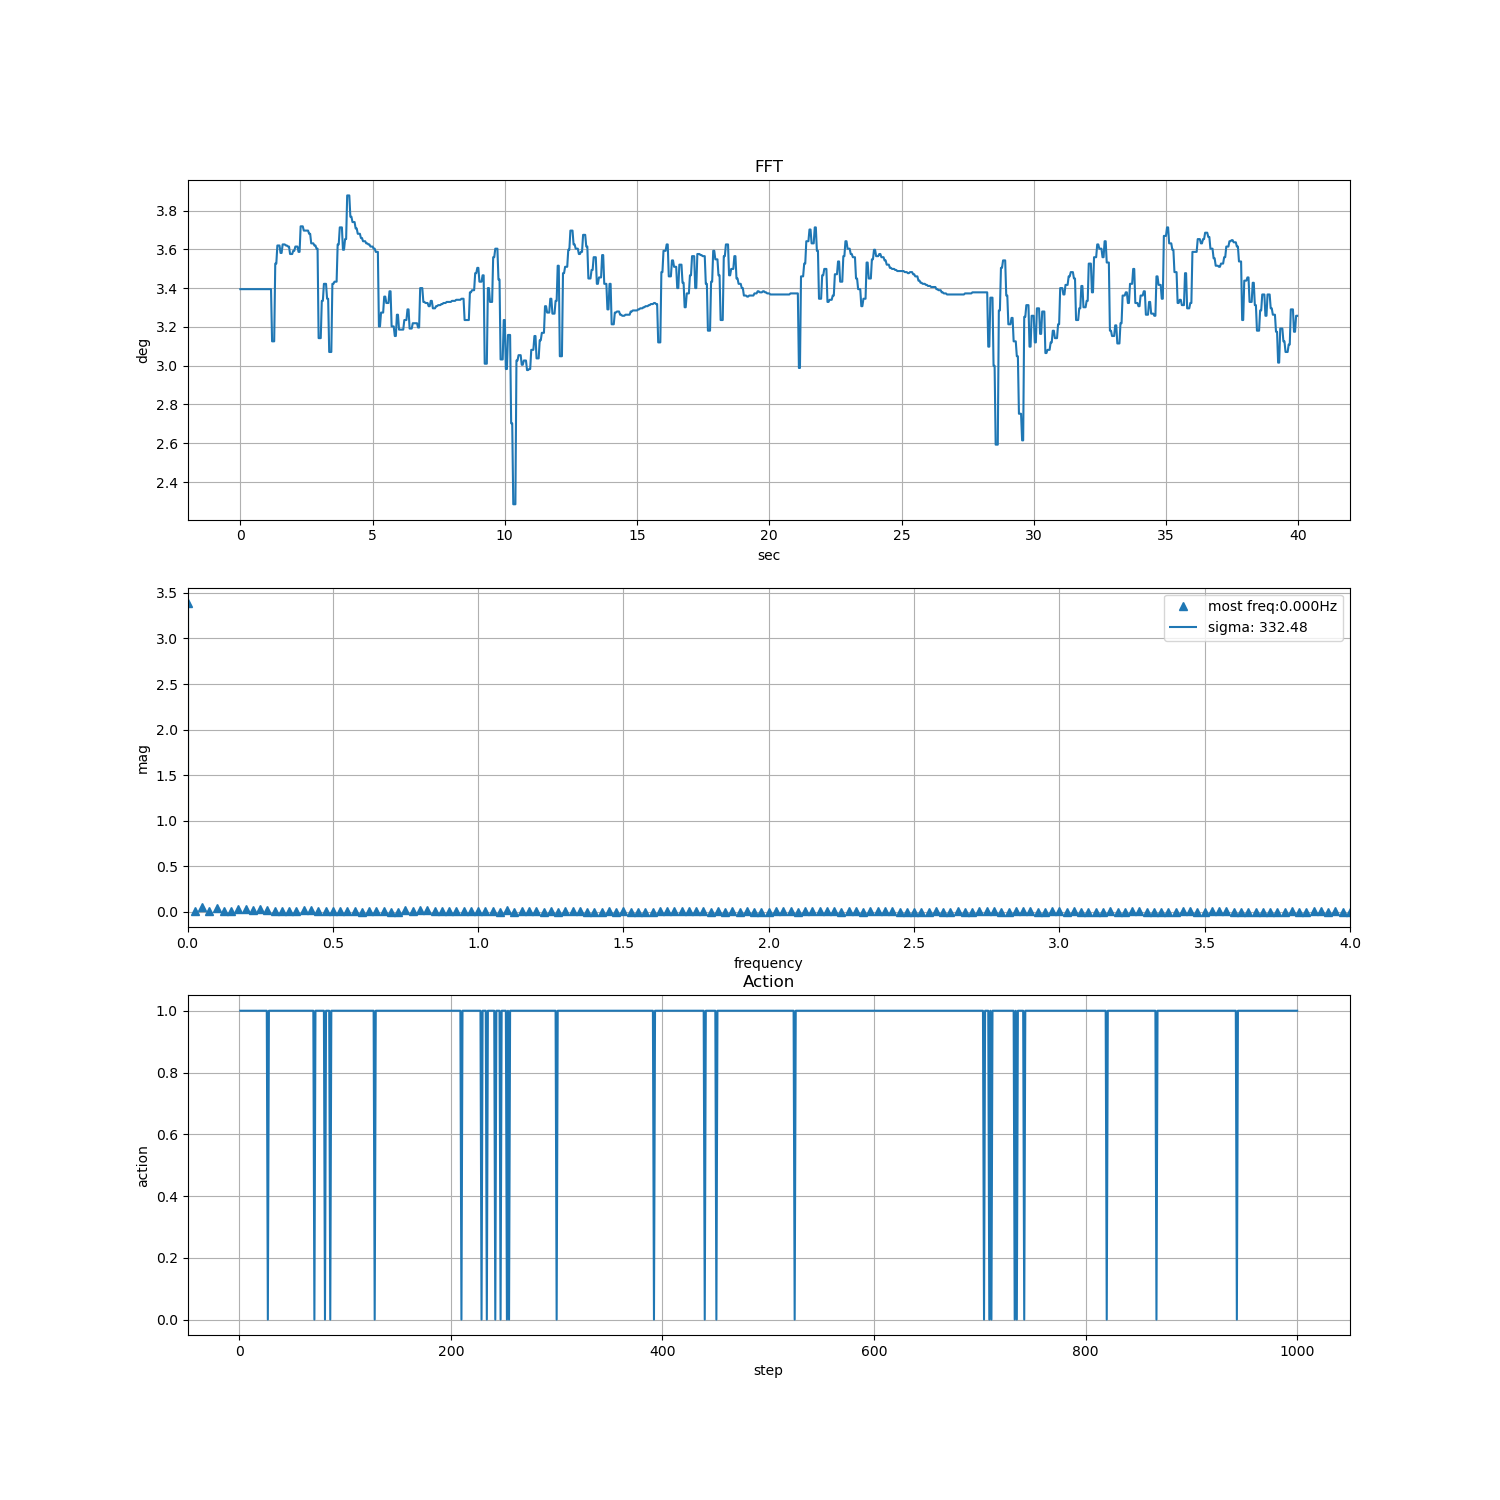 FFT
3.8
3.6
3.4
3.2
3.0
2.8
2.6
2.4
deg
0 5 10 15 20 25 30 35 40
sec
3.5
3.0
2.5
2.0
1.5
1.0
0.5
0.0
mag
most freq:0.000Hz
sigma: 332.48
0.0 0.5 1.0 1.5 2.0 2.5 3.0 3.5 4.0
frequency
Action
1.0
0.8
0.6
0.4
0.2
0.0
action
0 200 400 600 800 1000
step